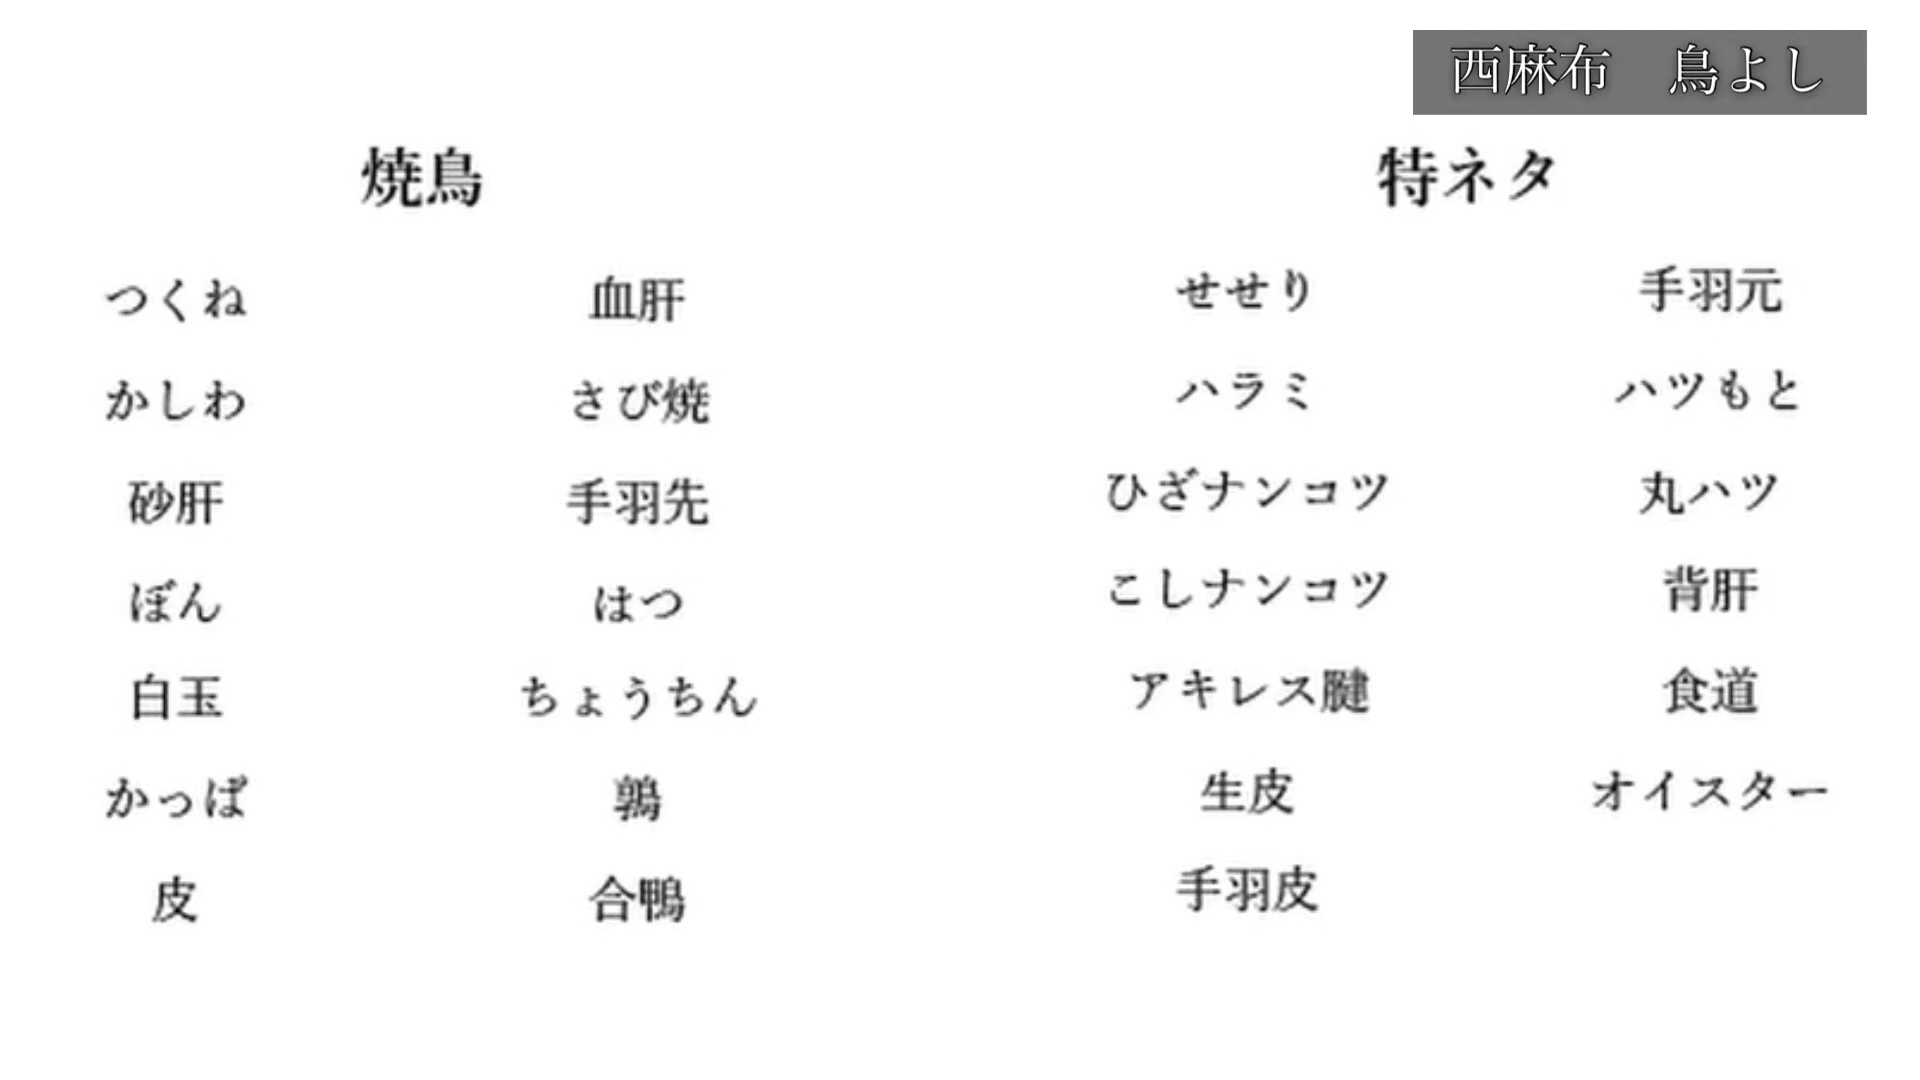 西麻布　鳥よし
焼鳥
つくね
かしわ
砂肝
ぼん
白玉
かっぱ
皮
血肝
さび焼
手羽先
はつ
ちょうちん
鶉
合鴨
特ネタ
せせり
ハラミ
ひざナンコツ
こしナンコツ
アキレス腱
生皮
手羽皮
手羽元
ハツもと
丸ハツ
背肝
食道
オイスター